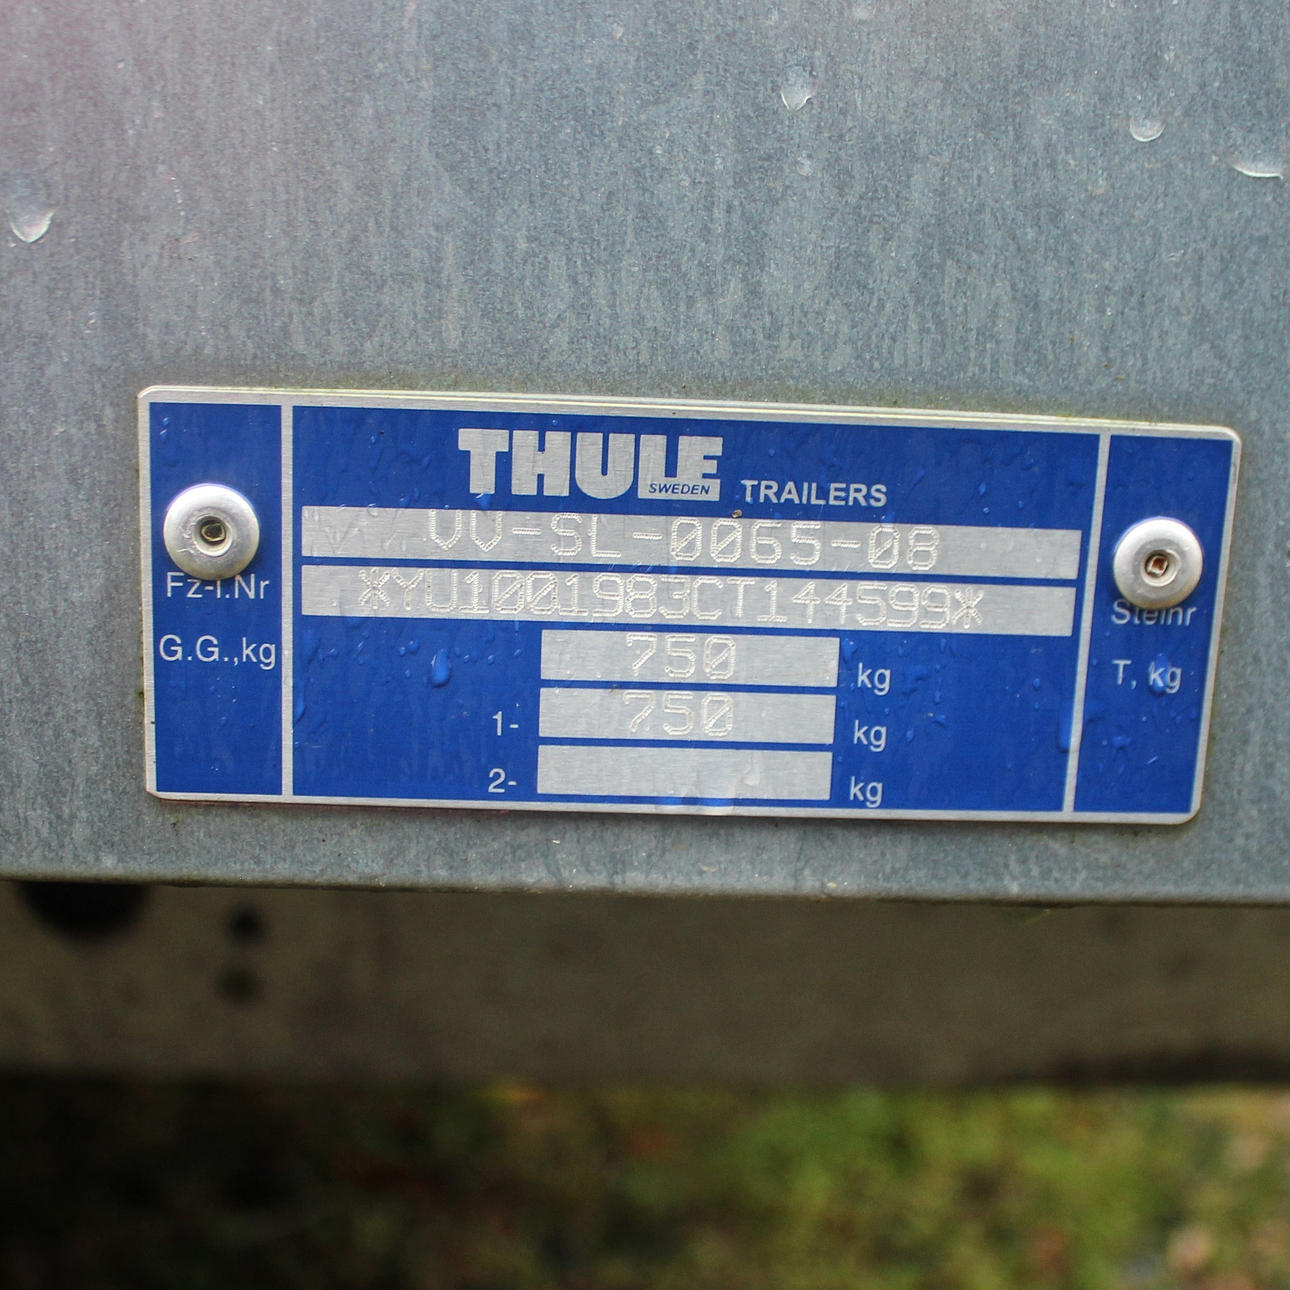 THULE
SWEDEN TRAILERS
VV-SL-0065-08
Fz-I.Nr *YU1001983CT144599* Stelnr
G.G.,kg 750 kg T, kg
1- 750 kg
2- kg